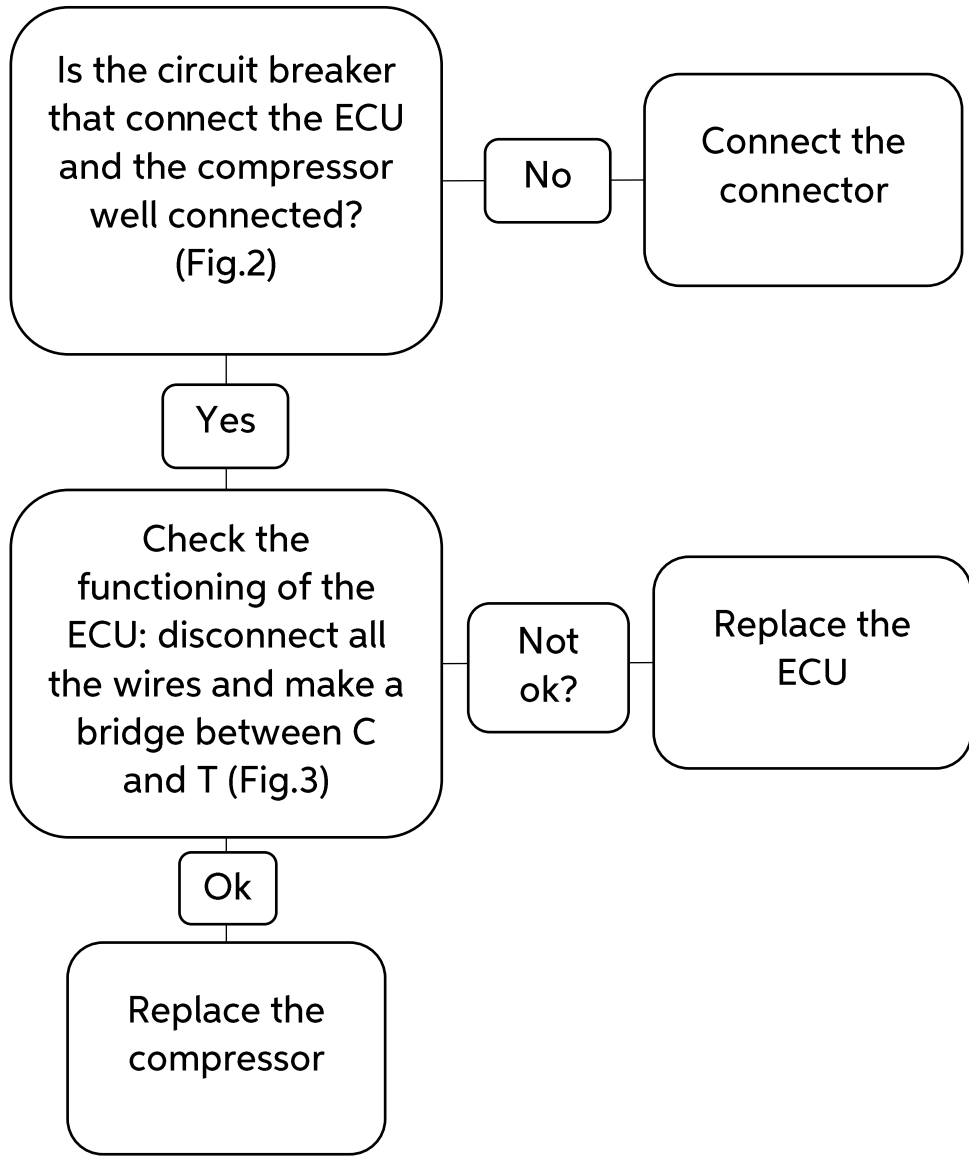 Is the circuit breaker
that connect the ECU
and the compressor
well connected?
(Fig.2)
No
Connect the
connector
Yes
Check the
functioning of the
ECU: disconnect all
the wires and make a
bridge between C
and T (Fig.3)
Not
ok?
Replace the
ECU
Ok
Replace the
compressor